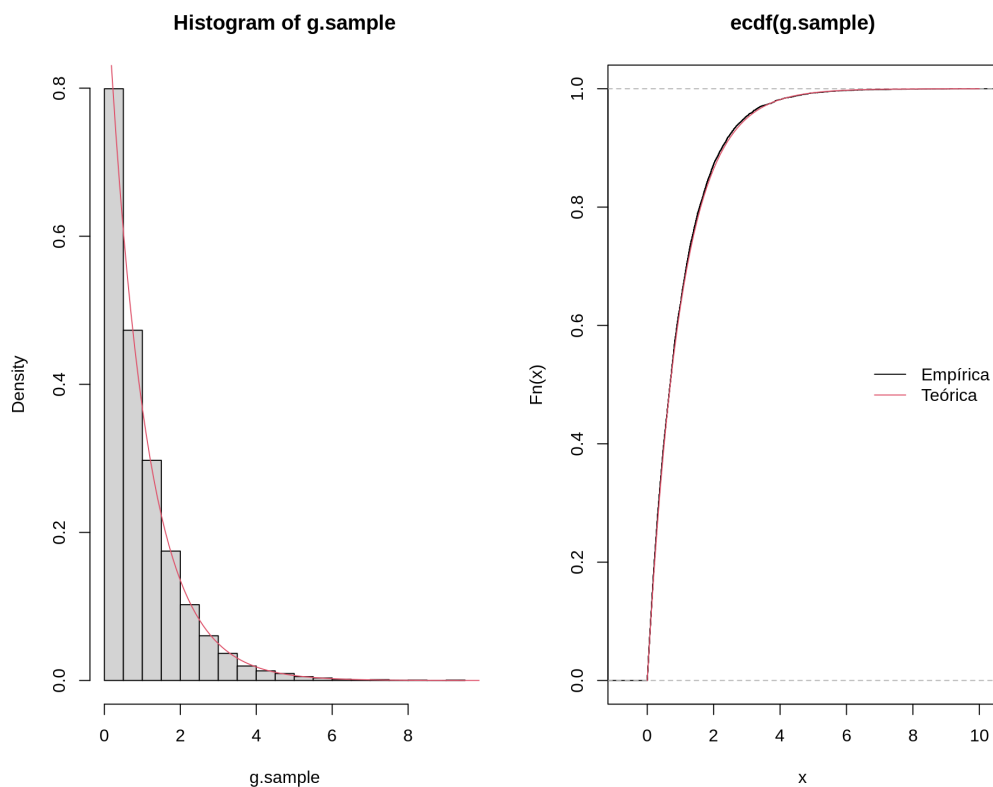 Histogram of g.sample
Density
0.0
0.2
0.4
0.6
0.8
0 2 4 6 8
g.sample
ecdf(g.sample)
Fn(x)
0.0
0.2
0.4
0.6
0.8
1.0
Empírica
Teórica
0 2 4 6 8 10
x